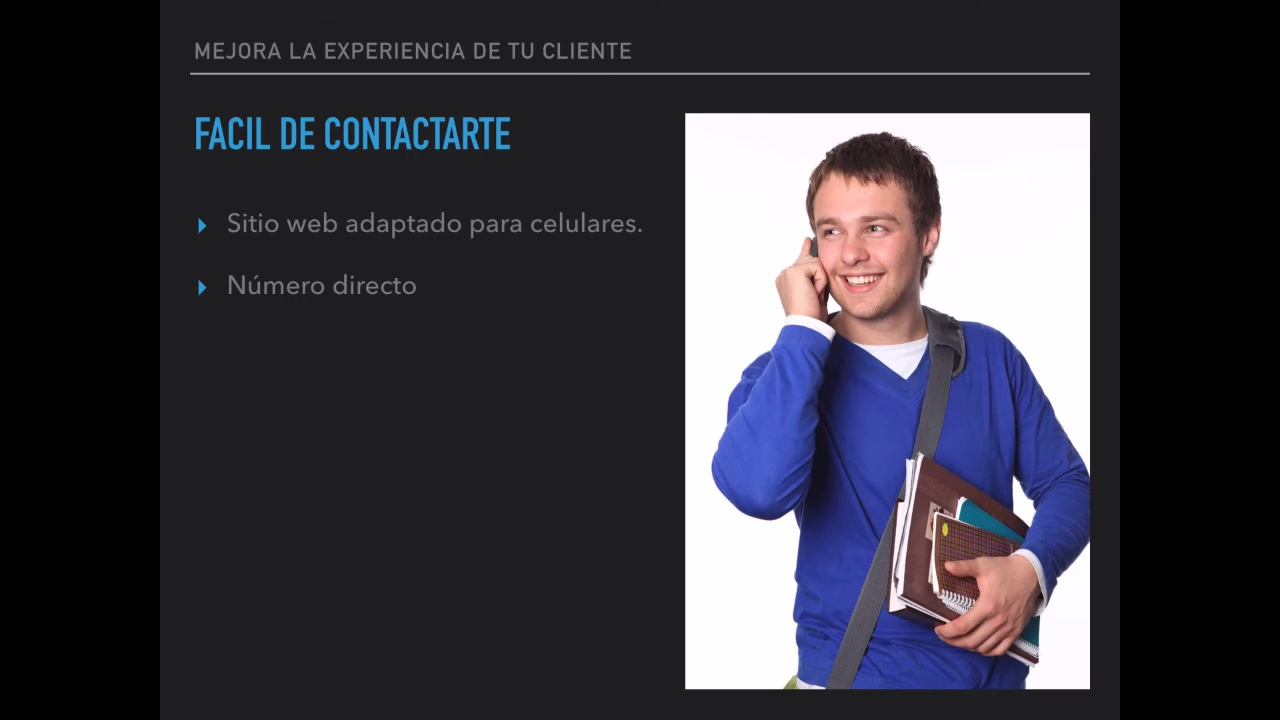 MEJORA LA EXPERIENCIA DE TU CLIENTE
FACIL DE CONTACTARTE
Sitio web adaptado para celulares.
Número directo